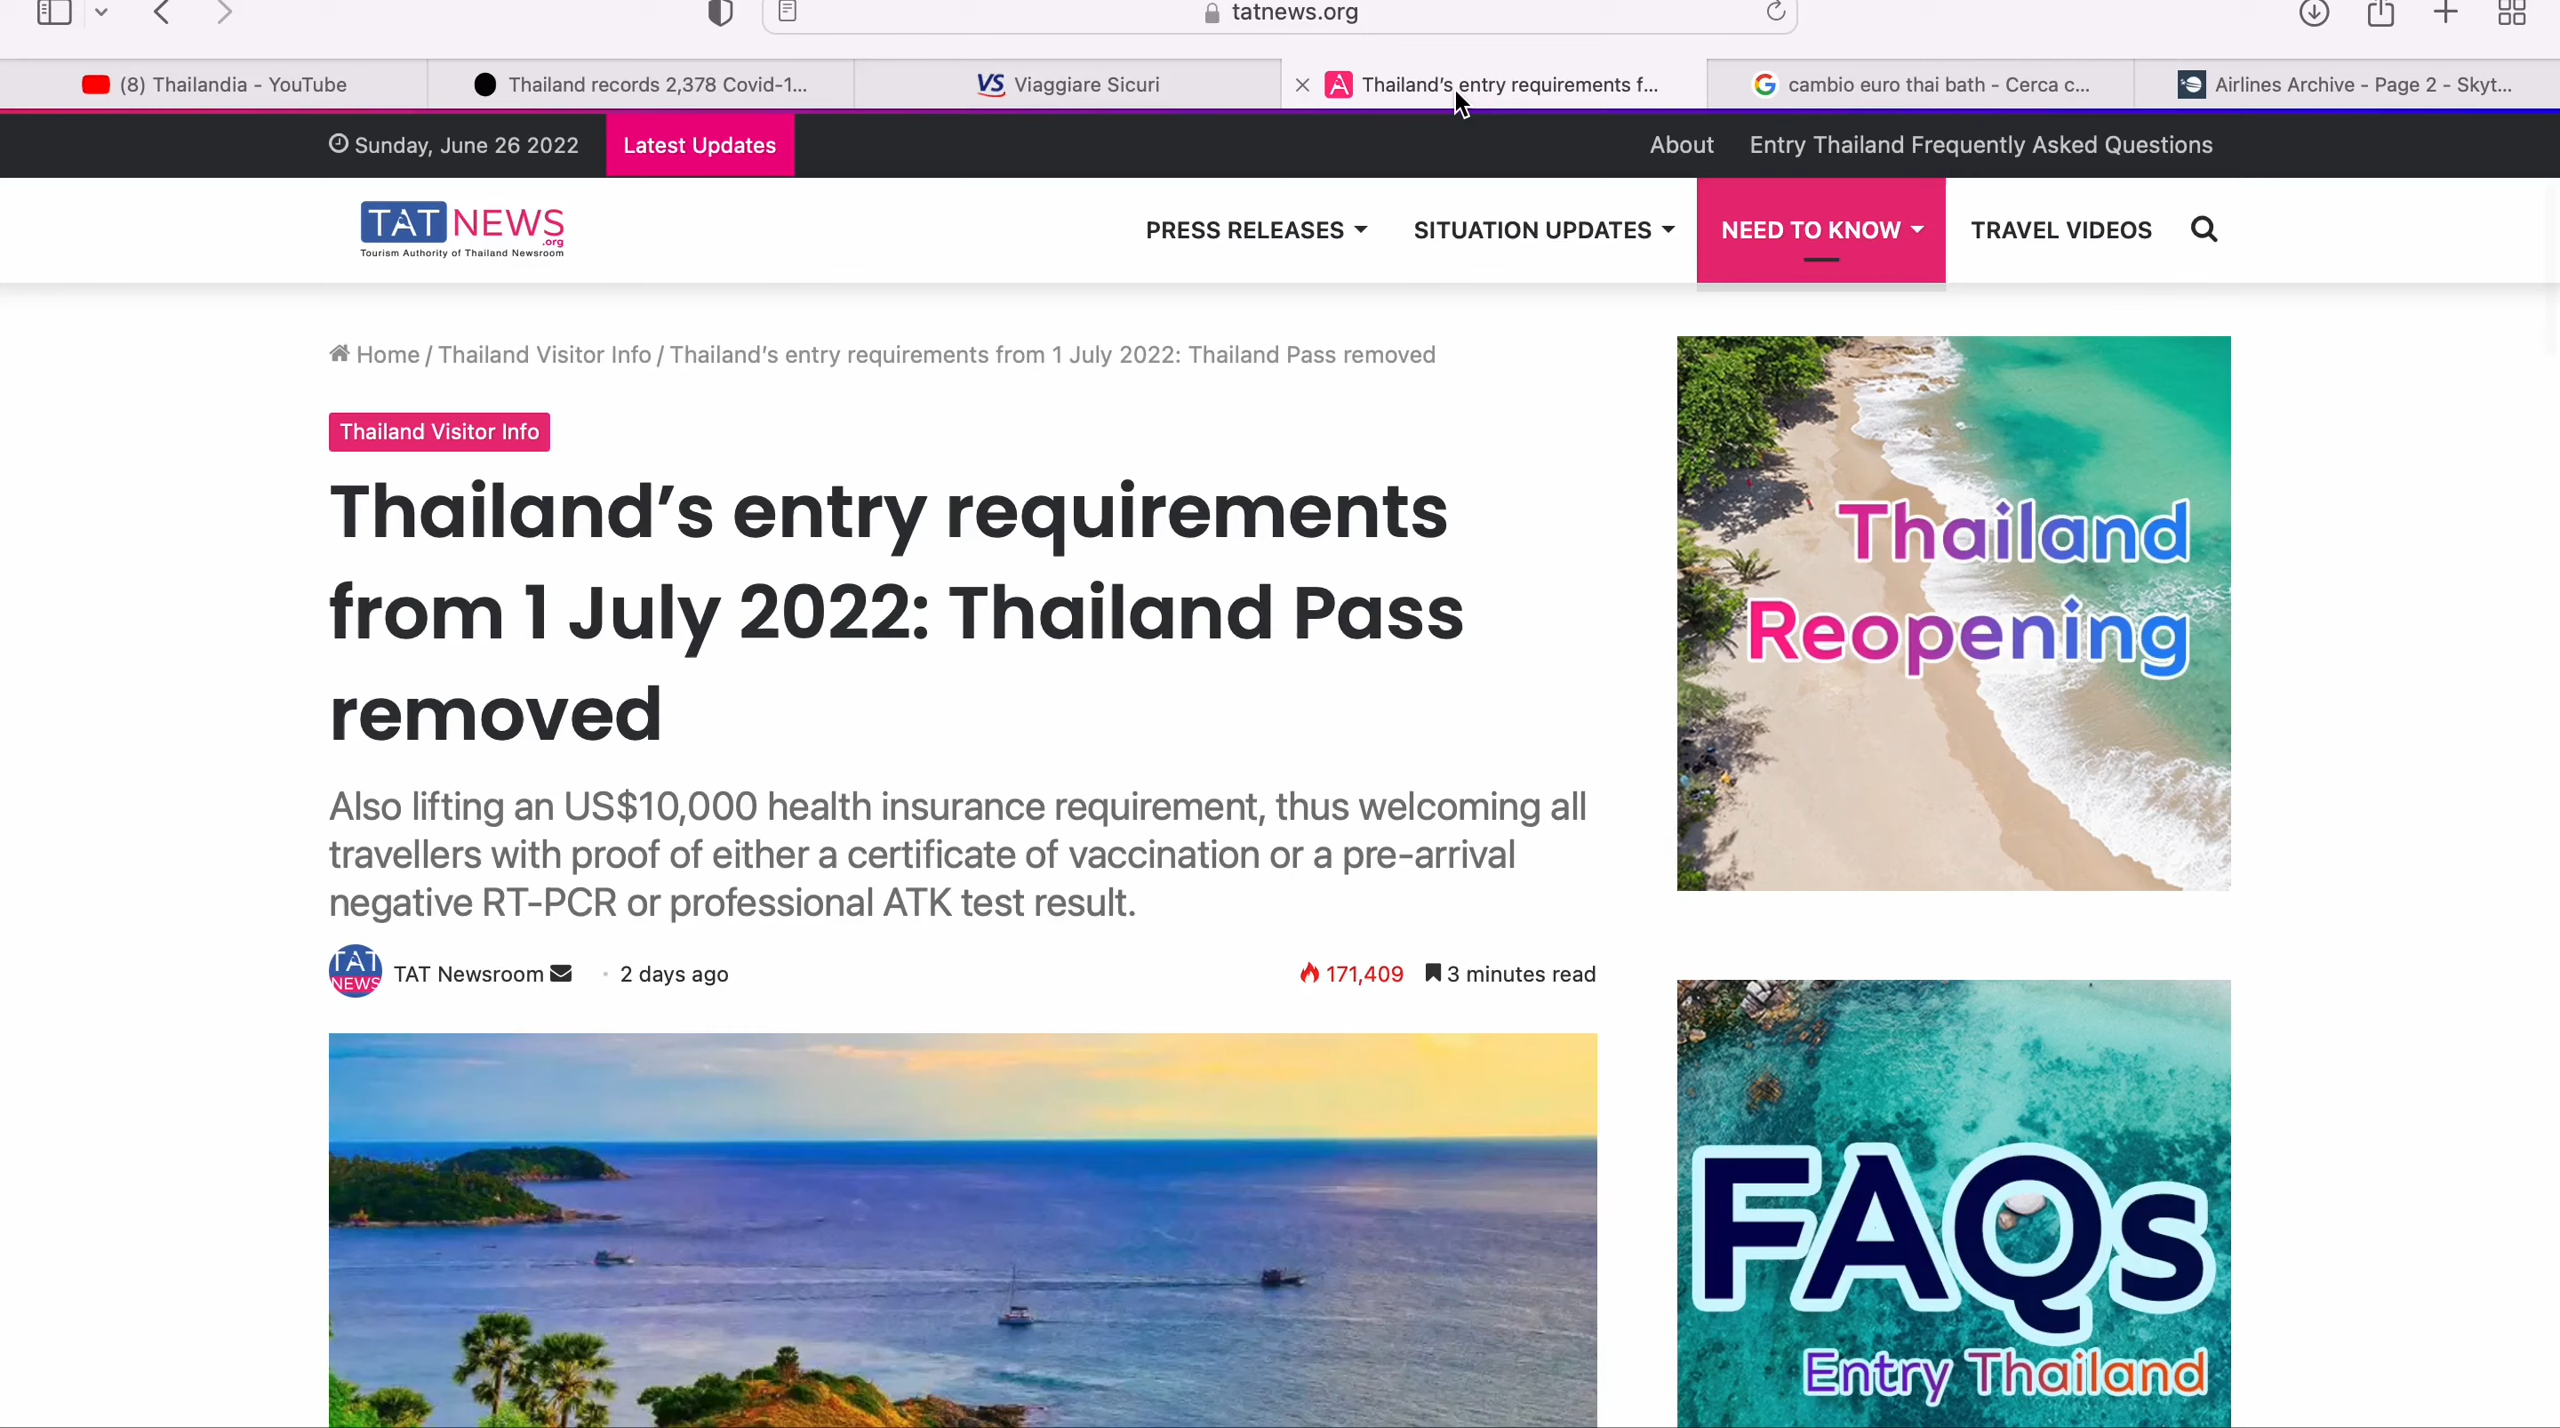 tatnews.org
(8) Thailandia - YouTube
Thailand records 2,378 Covid-1...
VS Viaggiare Sicuri
Thailand’s entry requirements f...
cambio euro thai bath - Cerca c...
Airlines Archive - Page 2 - Skyt...
Sunday, June 26 2022
Latest Updates
About
Entry Thailand Frequently Asked Questions
TAT NEWS
.org
Tourism Authority of Thailand Newsroom
PRESS RELEASES
SITUATION UPDATES
NEED TO KNOW
TRAVEL VIDEOS
Home / Thailand Visitor Info / Thailand’s entry requirements from 1 July 2022: Thailand Pass removed
Thailand Visitor Info
Thailand’s entry requirements
from 1 July 2022: Thailand Pass
removed
Also lifting an US$10,000 health insurance requirement, thus welcoming all
travellers with proof of either a certificate of vaccination or a pre-arrival
negative RT-PCR or professional ATK test result.
TAT
NEWS
TAT Newsroom
2 days ago
171,409
3 minutes read
Thailand
Reopening
FAQs
Entry Thailand